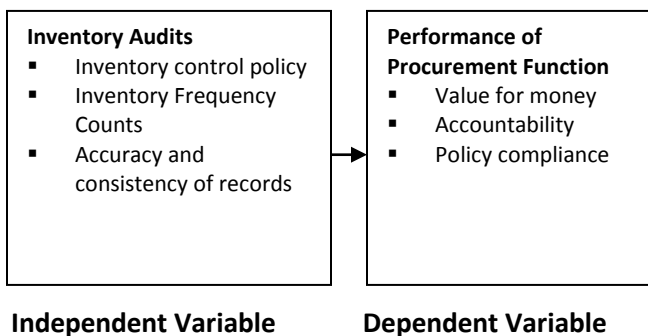 Inventory Audits
▪ Inventory control policy
▪ Inventory Frequency
Counts
▪ Accuracy and
consistency of records
Performance of
Procurement Function
▪ Value for money
▪ Accountability
▪ Policy compliance
Independent Variable
Dependent Variable